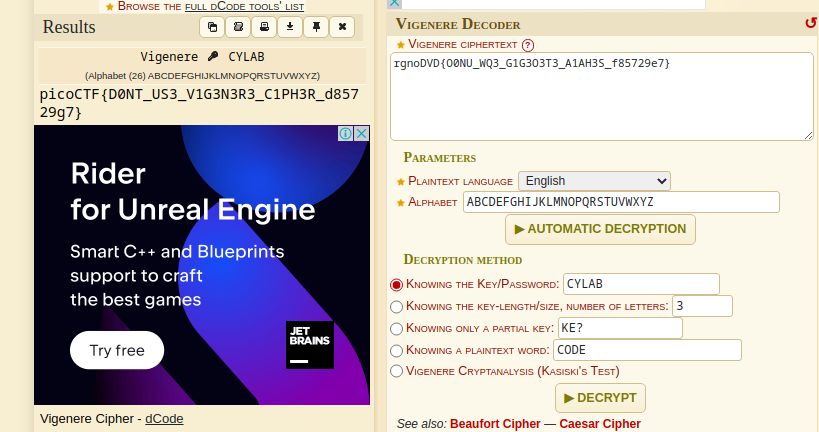 ★ Browse the full dCode tools' list
Results
Vigenere CYLAB
(Alphabet (26) ABCDEFGHIJKLMNOPQRSTUVWXYZ)
picoCTF{D0NT_US3_V1G3N3R3_C1PH3R_d857
29g7}
Rider
for Unreal Engine
Smart C++ and Blueprints
support to craft
the best games
Try free
JET
BRAINS
Vigenere Cipher - dCode
Vigenere Decoder
★ Vigenere ciphertext (?)
rgnoDVD{O0NU_WQ3_G1G3O3T3_A1AH3S_f85729e7}
Parameters
★ Plaintext language English
★ Alphabet ABCDEFGHIJKLMNOPQRSTUVWXYZ
▶ AUTOMATIC DECRYPTION
Decryption method
Knowing the Key/Password: CYLAB
Knowing the key-length/size, number of letters: 3
Knowing only a partial key: KE?
Knowing a plaintext word: CODE
Vigenere Cryptanalysis (Kasiski's Test)
▶ DECRYPT
See also: Beaufort Cipher — Caesar Cipher